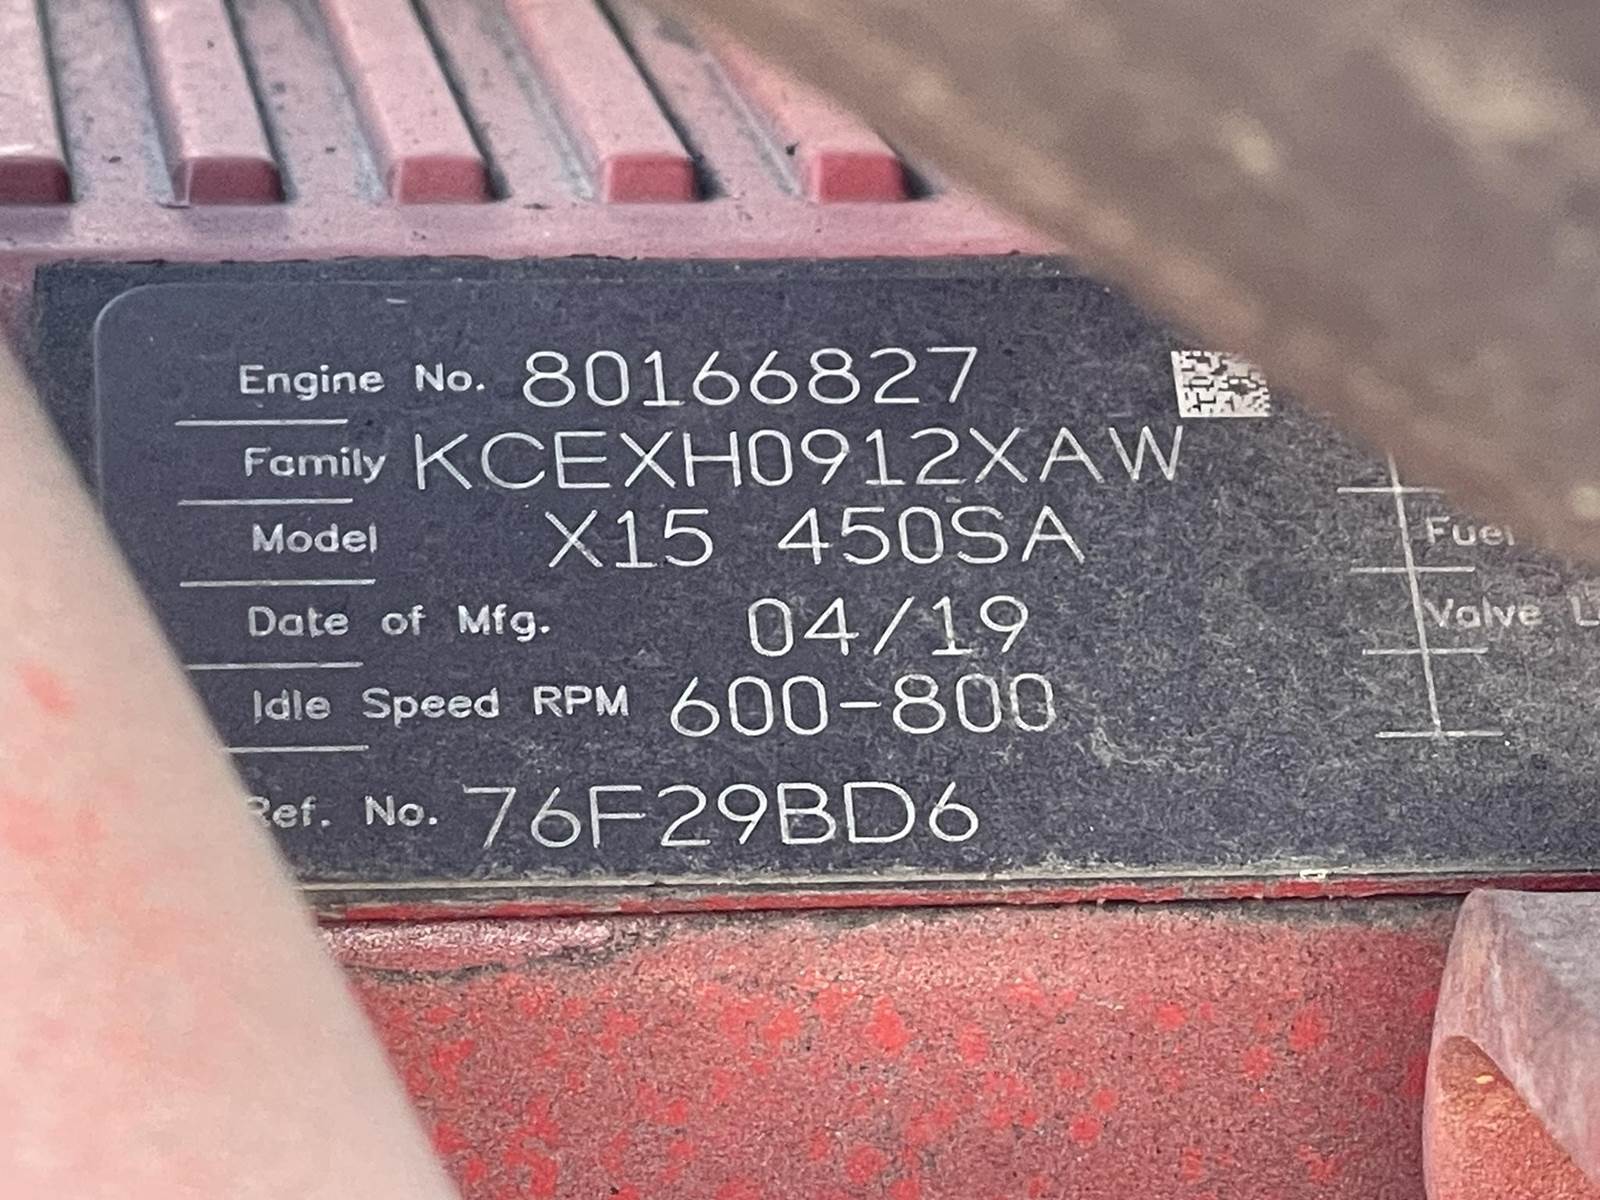 Engine No. 80166827
Family KCEXH0912XAW
Model X15 450SA
Date of Mfg. 04/19
Idle Speed RPM 600-800
Ref. No. 76F29BD6
Fuel
Valve